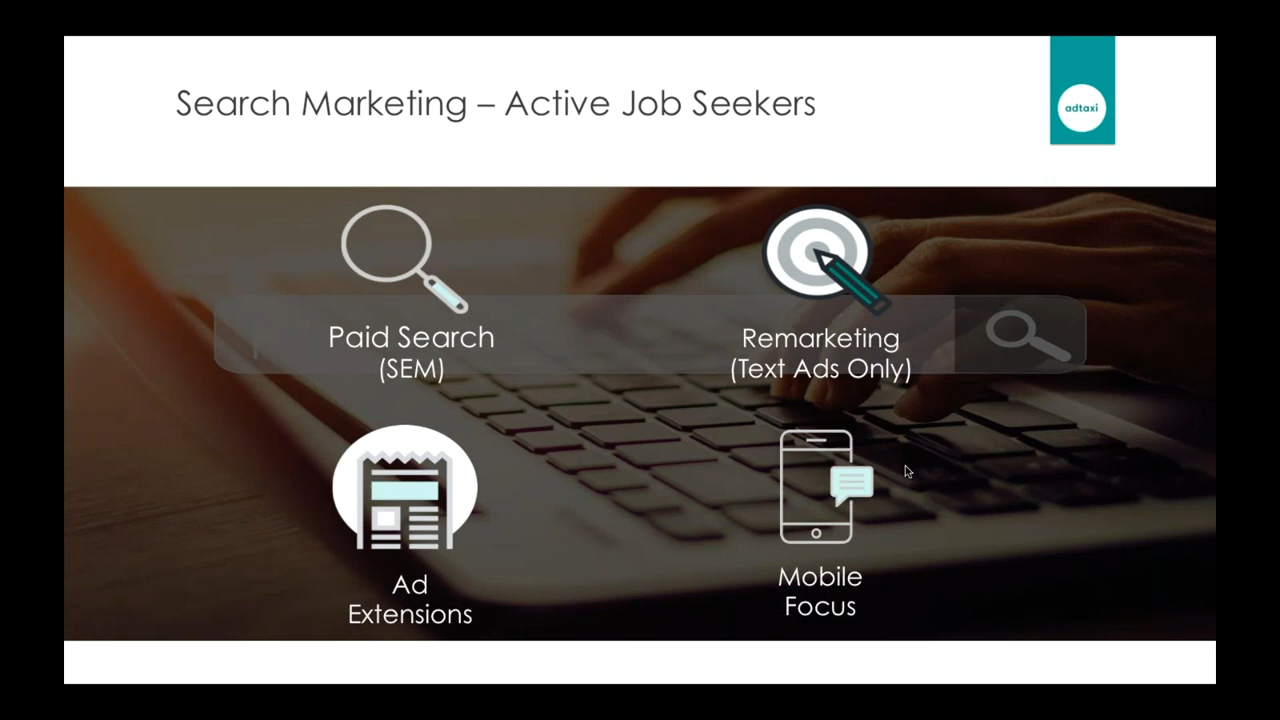 Search Marketing – Active Job Seekers
adtaxi
Paid Search
(SEM)
Remarketing
(Text Ads Only)
Ad
Extensions
Mobile
Focus